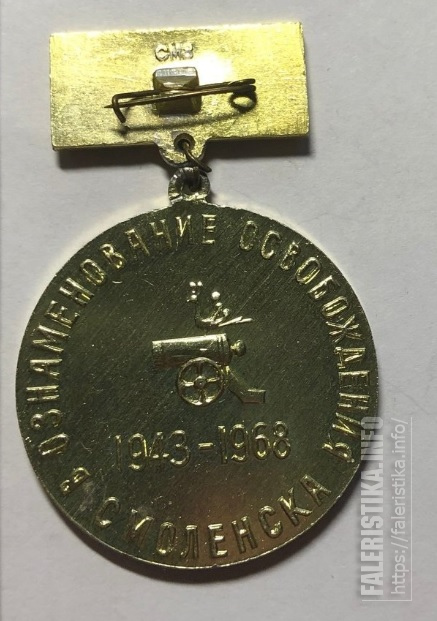 СМЗ
В ОЗНАМЕНОВАНИЕ ОСВОБОЖДЕНИЯ
1943-1968
СМОЛЕНСКА
FALERISTIKA.INFO
https://faleristika.info/